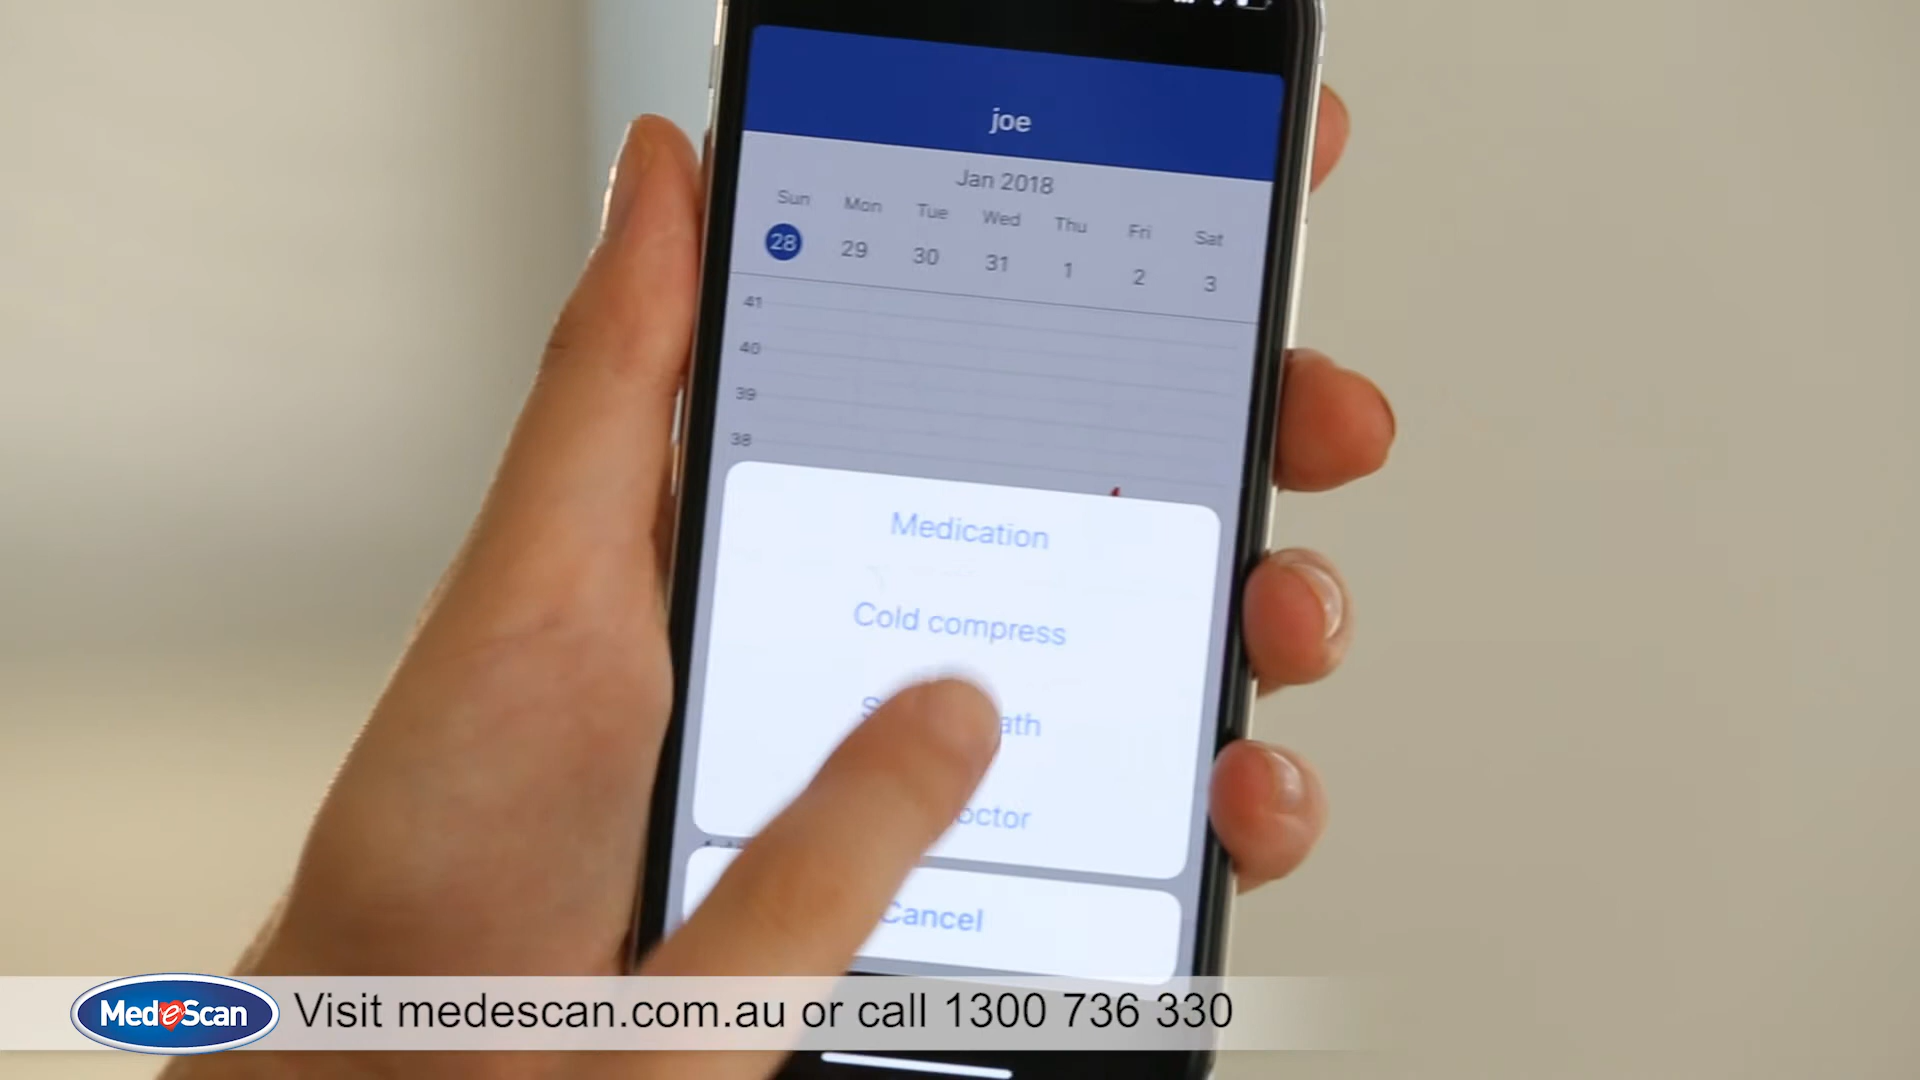 joe
Jan 2018
Sun Mon Tue Wed Thu Fri Sat
28 29 30 31 1 2 3
41
40
39
38
Medication
Cold compress
Cancel
MedeScan Visit medescan.com.au or call 1300 736 330